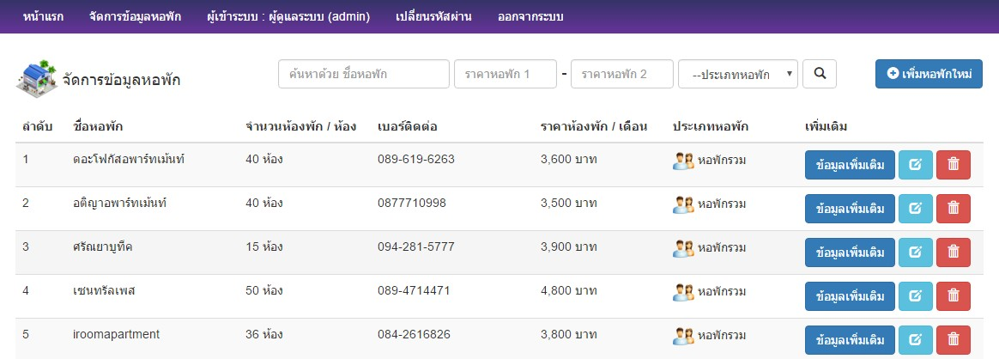 หน้าแรก จัดการข้อมูลหอพัก ผู้เข้าระบบ : ผู้ดูแลระบบ (admin) เปลี่ยนรหัสผ่าน ออกจากระบบ
จัดการข้อมูลหอพัก ค้นหาด้วย ชื่อหอพัก ราคาหอพัก 1 - ราคาหอพัก 2 --ประเภทหอพัก เพิ่มหอพักใหม่
ลำดับ ชื่อหอพัก จำนวนห้องพัก / ห้อง เบอร์ติดต่อ ราคาห้องพัก / เดือน ประเภทหอพัก เพิ่มเติม
1 ดอะโฟกัสอพาร์ทเม้นท์ 40 ห้อง 089-619-6263 3,600 บาท หอพักรวม ข้อมูลเพิ่มเติม
2 อติญาอพาร์ทเม้นท์ 40 ห้อง 0877710998 3,500 บาท หอพักรวม ข้อมูลเพิ่มเติม
3 ศรัณยาบูทีค 15 ห้อง 094-281-5777 3,900 บาท หอพักรวม ข้อมูลเพิ่มเติม
4 เซนทรัลเพส 50 ห้อง 089-4714471 4,800 บาท หอพักรวม ข้อมูลเพิ่มเติม
5 iroomapartment 36 ห้อง 084-2616826 3,800 บาท หอพักรวม ข้อมูลเพิ่มเติม